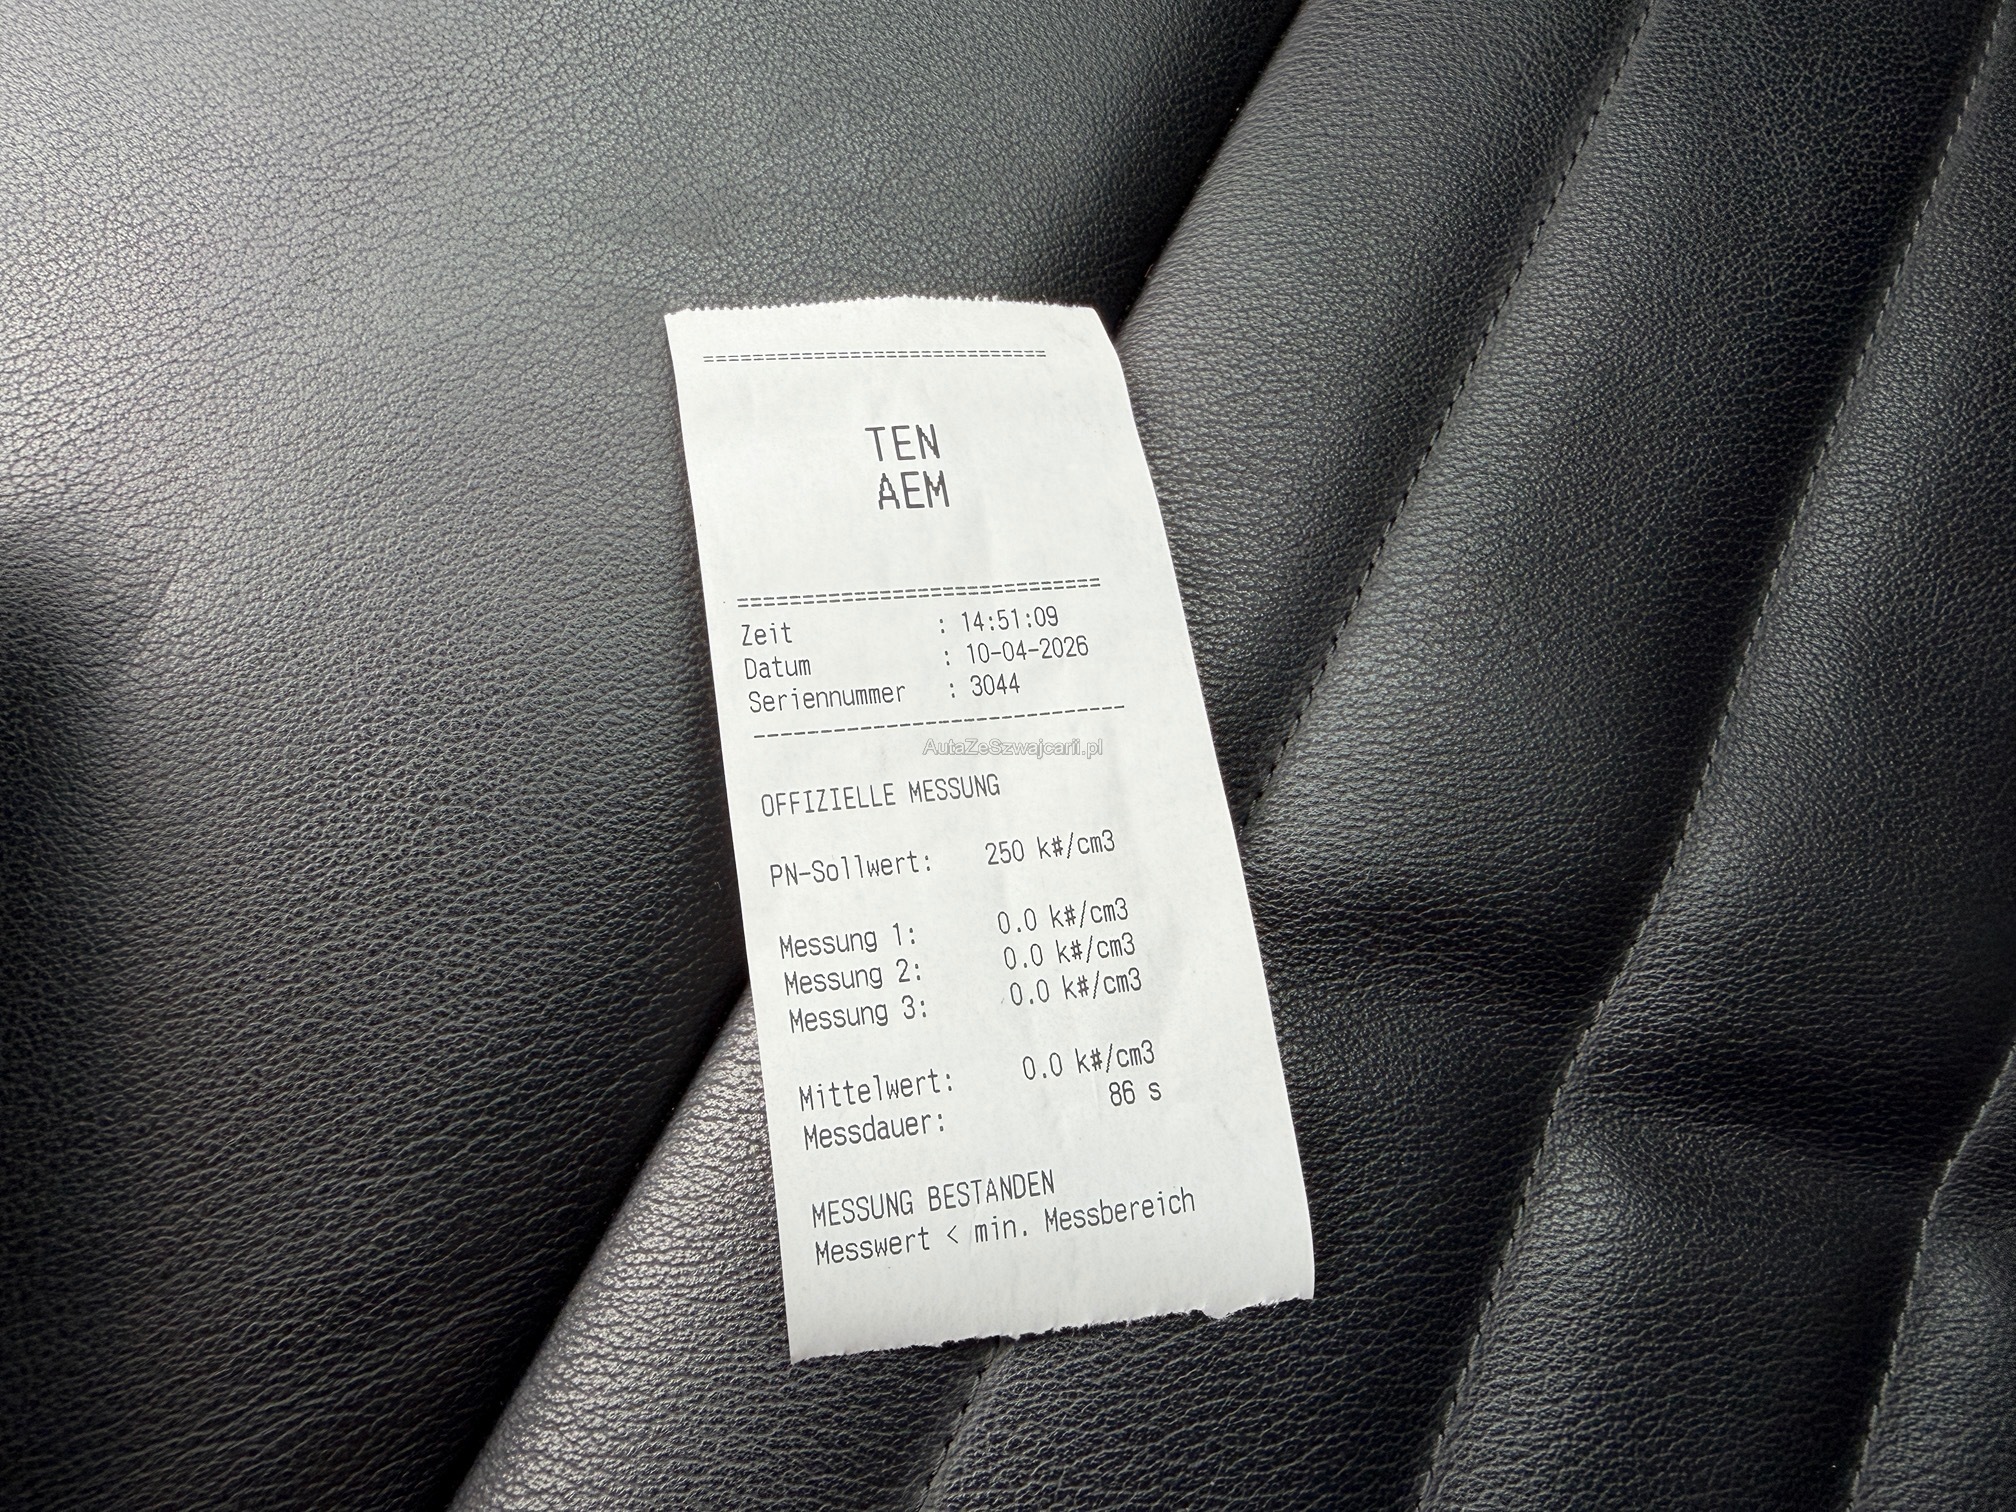 ============================
TEN
AEM
============================
Zeit : 14:51:09
Datum : 10-04-2026
Seriennummer : 3044
----------------------------
AutaZeSzwajcarii.pl
OFFIZIELLE MESSUNG
PN-Sollwert: 250 k#/cm3
Messung 1: 0.0 k#/cm3
Messung 2: 0.0 k#/cm3
Messung 3: 0.0 k#/cm3
Mittelwert: 0.0 k#/cm3
Messdauer: 86 s
MESSUNG BESTANDEN
Messwert < min. Messbereich